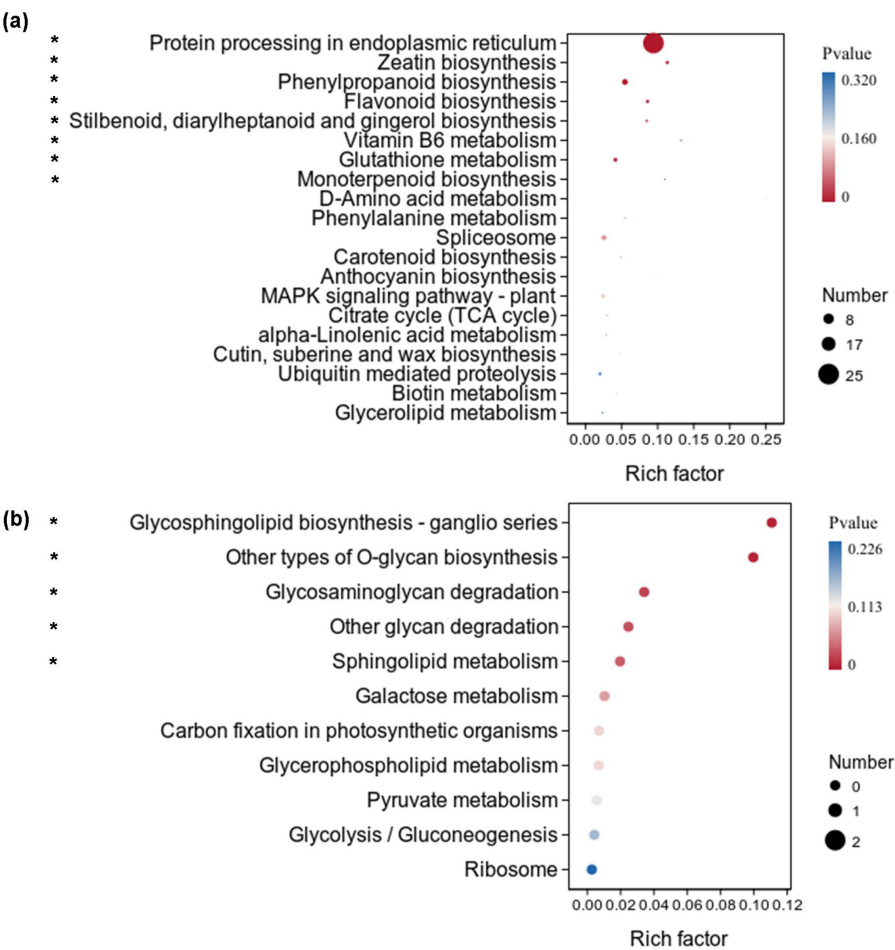 (a)
* Protein processing in endoplasmic reticulum
* Zeatin biosynthesis
* Phenylpropanoid biosynthesis
* Flavonoid biosynthesis
* Stilbenoid, diarylheptanoid and gingerol biosynthesis
* Vitamin B6 metabolism
* Glutathione metabolism
* Monoterpenoid biosynthesis
D-Amino acid metabolism
Phenylalanine metabolism
Spliceosome
Carotenoid biosynthesis
Anthocyanin biosynthesis
MAPK signaling pathway - plant
Citrate cycle (TCA cycle)
alpha-Linolenic acid metabolism
Cutin, suberine and wax biosynthesis
Ubiquitin mediated proteolysis
Biotin metabolism
Glycerolipid metabolism
0.00 0.05 0.10 0.15 0.20 0.25
Rich factor
Pvalue
0.320
0.160
0
Number
8
17
25
(b)
* Glycosphingolipid biosynthesis - ganglio series
* Other types of O-glycan biosynthesis
* Glycosaminoglycan degradation
* Other glycan degradation
* Sphingolipid metabolism
Galactose metabolism
Carbon fixation in photosynthetic organisms
Glycerophospholipid metabolism
Pyruvate metabolism
Glycolysis / Gluconeogenesis
Ribosome
0.00 0.02 0.04 0.06 0.08 0.10 0.12
Rich factor
Pvalue
0.226
0.113
0
Number
0
1
2